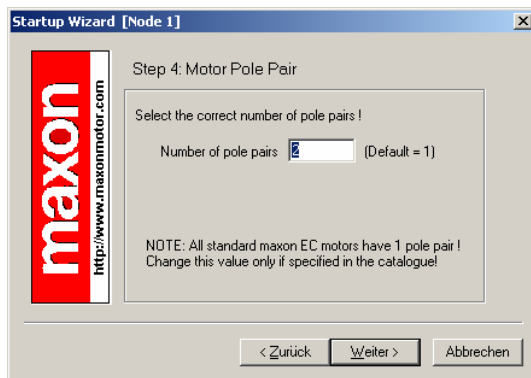 Startup Wizard [Node 1]
maxon
http://www.maxonmotor.com
Step 4: Motor Pole Pair
Select the correct number of pole pairs !
Number of pole pairs 2 (Default = 1)
NOTE: All standard maxon EC motors have 1 pole pair !
Change this value only if specified in the catalogue!
< Zurück Weiter > Abbrechen